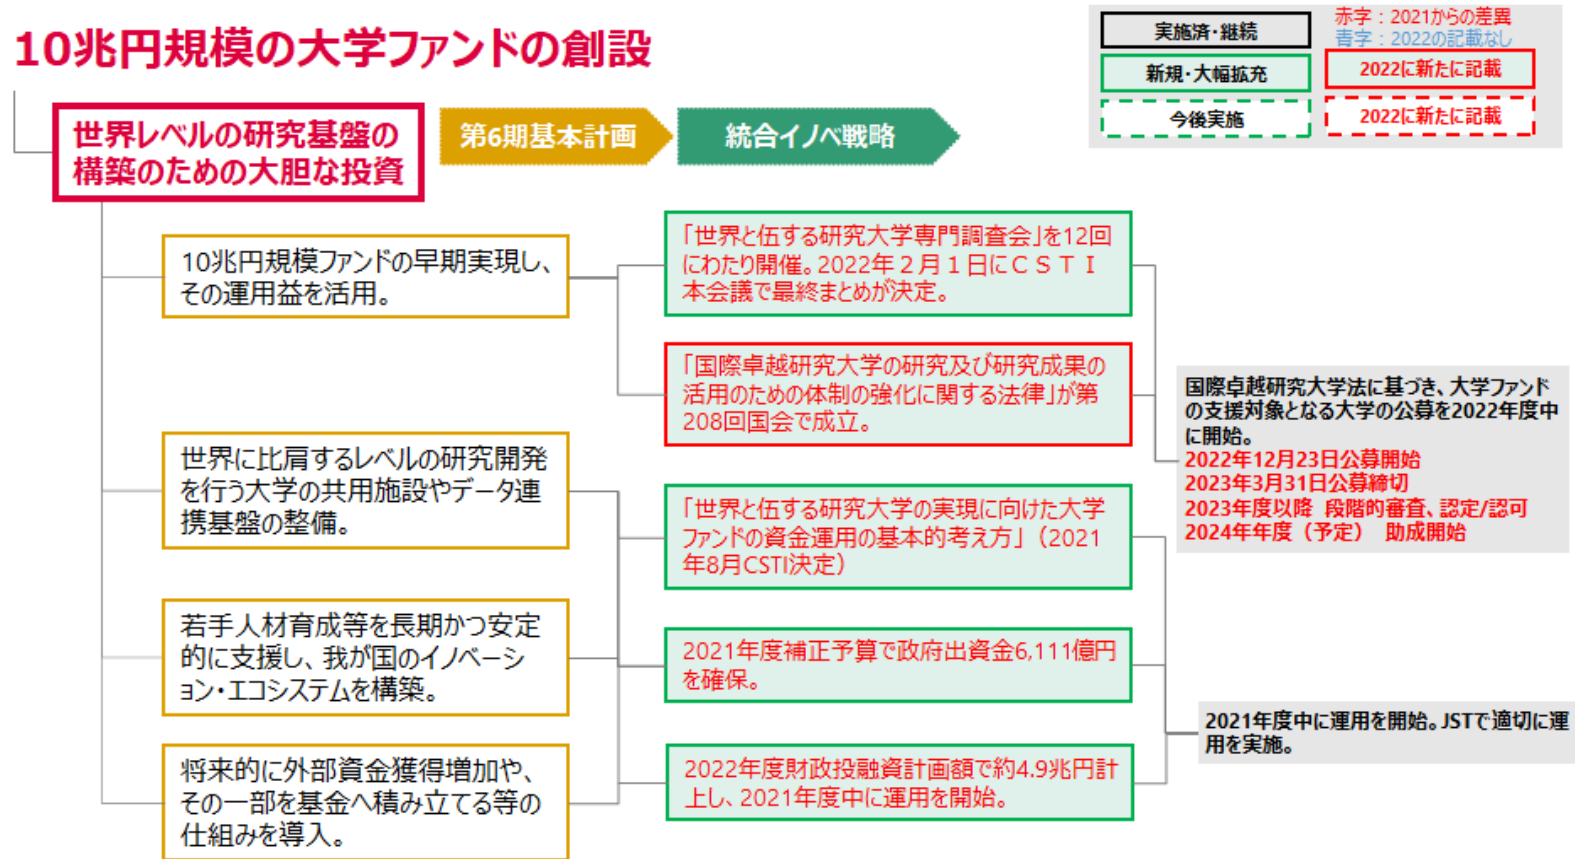 10兆円規模の大学ファンドの創設
実施済・継続
赤字：2021からの差異
青字：2022の記載なし
新規・大幅拡充
2022に新たに記載
今後実施
2022に新たに記載
世界レベルの研究基盤の
構築のための大胆な投資
第6期基本計画
統合イノベ戦略
10兆円規模ファンドの早期実現し、
その運用益を活用。
世界に比肩するレベルの研究開発
を行う大学の共用施設やデータ連
携基盤の整備。
若手人材育成等を長期かつ安定
的に支援し、我が国のイノベーシ
ョン・エコシステムを構築。
将来的に外部資金獲得増加や、
その一部を基金へ積み立てる等の
仕組みを導入。
「世界と伍する研究大学専門調査会」を12回
にわたり開催。2022年２月１日にＣＳＴＩ
本会議で最終まとめが決定。
「国際卓越研究大学の研究及び研究成果の
活用のための体制の強化に関する法律」が第
208回国会で成立。
「世界と伍する研究大学の実現に向けた大学
ファンドの資金運用の基本的考え方」（2021
年8月CSTI決定）
2021年度補正予算で政府出資金6,111億円
を確保。
2022年度財政投融資計画額で約4.9兆円計
上し、2021年度中に運用を開始。
国際卓越研究大学法に基づき、大学ファンド
の支援対象となる大学の公募を2022年度中
に開始。
2022年12月23日公募開始
2023年3月31日公募締切
2023年度以降 段階的審査、認定/認可
2024年年度（予定） 助成開始
2021年度中に運用を開始。JSTで適切に運
用を実施。